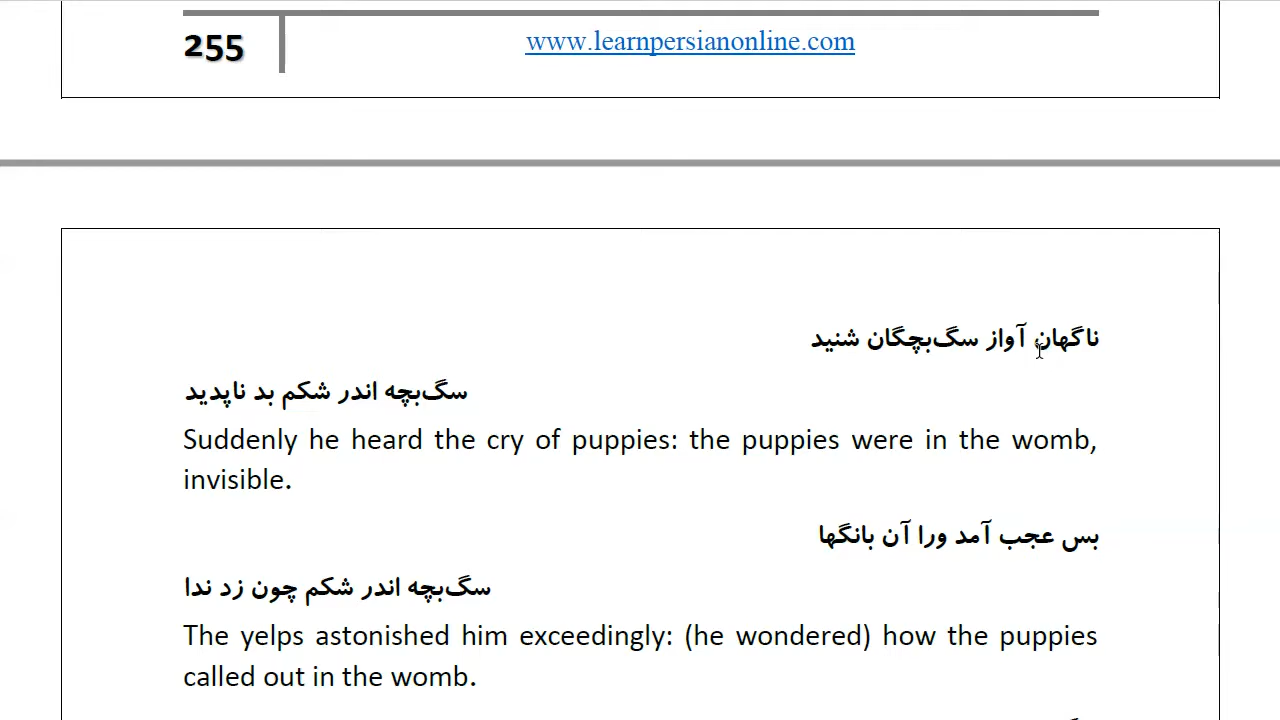 255
www.learnpersianonline.com
ناگهان آواز سگ‌بچگان شنید
سگ‌بچه اندر شکم بد ناپدید
Suddenly he heard the cry of puppies: the puppies were in the womb,
invisible.
بس عجب آمد ورا آن بانگها
سگ‌بچه اندر شکم چون زد ندا
The yelps astonished him exceedingly: (he wondered) how the puppies
called out in the womb.